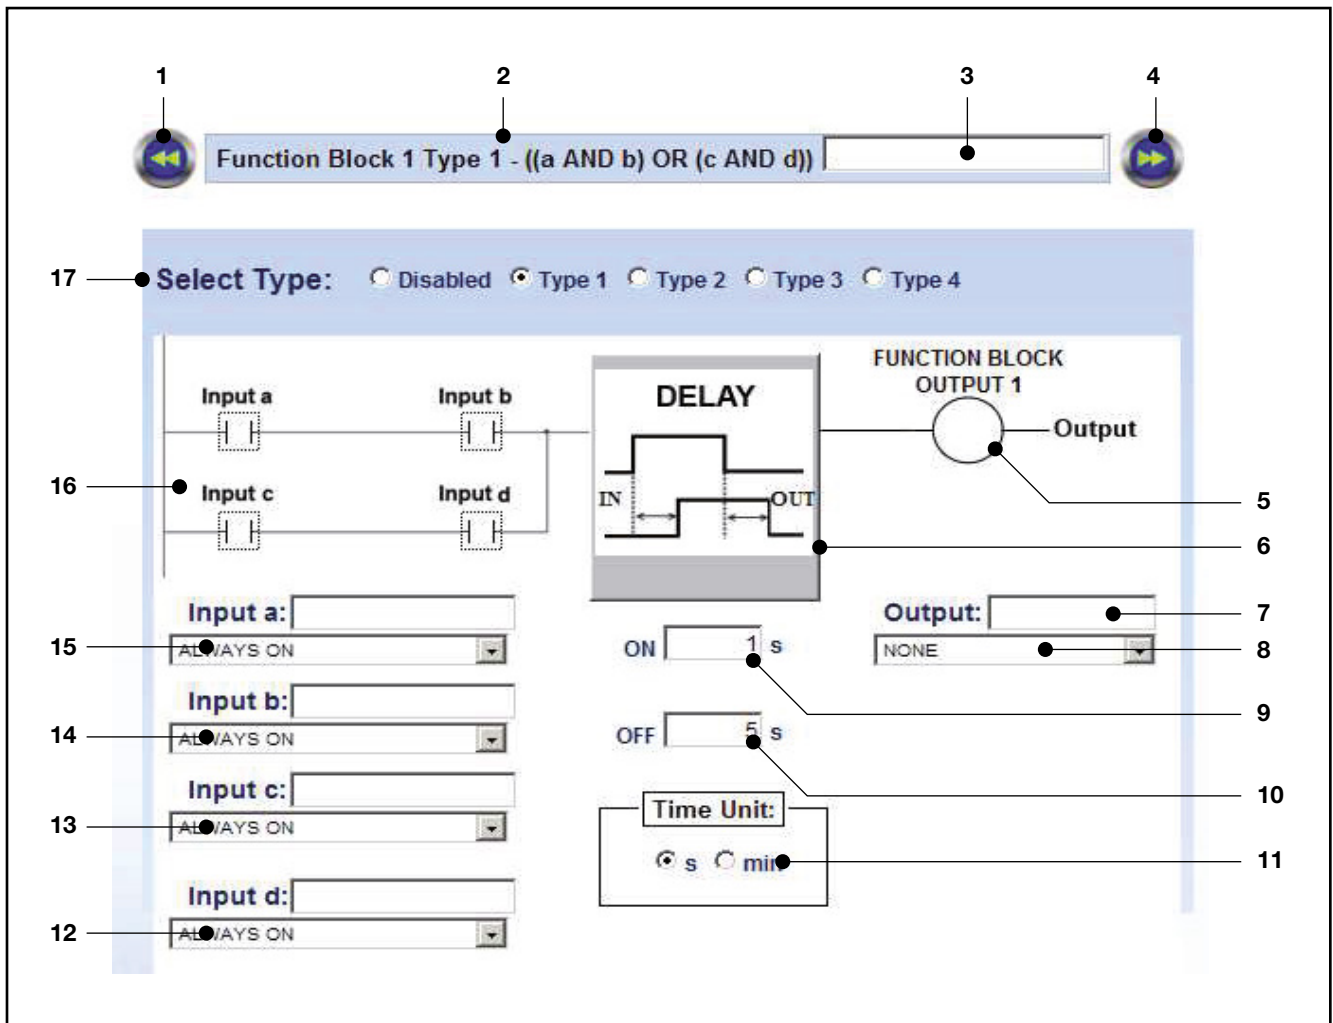 1 2 3 4
Function Block 1 Type 1 - ((a AND b) OR (c AND d))
17 Select Type: Disabled Type 1 Type 2 Type 3 Type 4
FUNCTION BLOCK
OUTPUT 1
Input a Input b DELAY Output
16 Input c Input d IN OUT 5
6
Input a: Output: 7
15 ALWAYS ON ON 1 s NONE 8
Input b: 9
14 ALWAYS ON OFF 5 s
Input c: 10
13 ALWAYS ON Time Unit:
s min 11
Input d:
12 ALWAYS ON